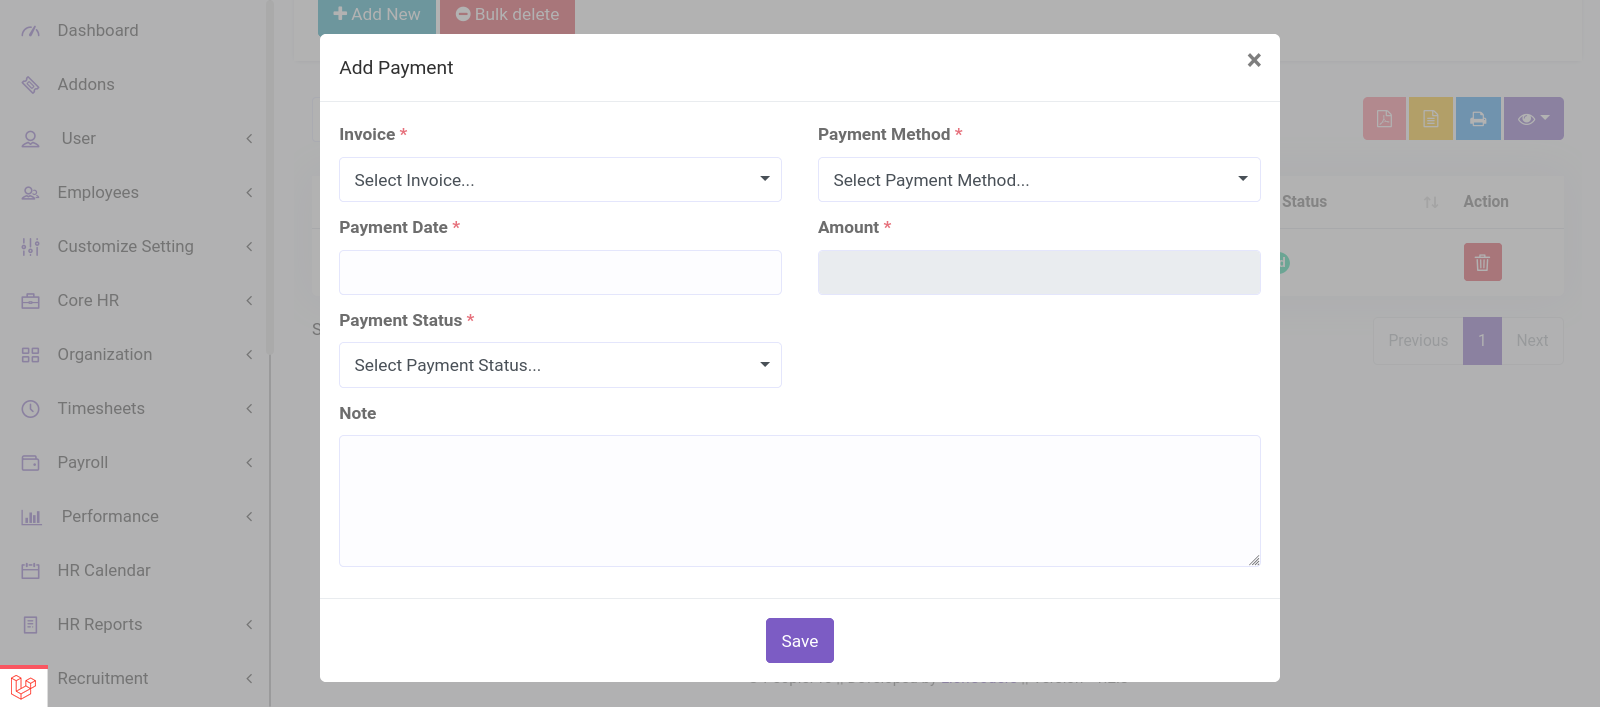 Dashboard
Addons
User
Employees
Customize Setting
Core HR
Organization
Timesheets
Payroll
Performance
HR Calendar
HR Reports
Recruitment
Add New
Bulk delete
Add Payment
Invoice *
Select Invoice...
Payment Method *
Select Payment Method...
Payment Date *
Amount *
Payment Status *
Select Payment Status...
Note
Save
Status
Action
Previous
1
Next